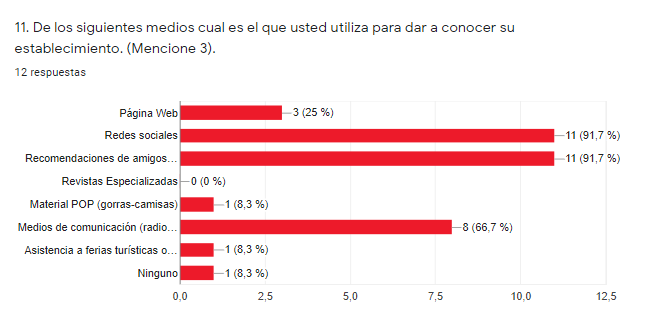 11. De los siguientes medios cual es el que usted utiliza para dar a conocer su
establecimiento. (Mencione 3).
12 respuestas
Página Web
3 (25 %)
Redes sociales
11 (91,7 %)
Recomendaciones de amigos…
11 (91,7 %)
Revistas Especializadas
0 (0 %)
Material POP (gorras-camisas)
1 (8,3 %)
Medios de comunicación (radio…
8 (66,7 %)
Asistencia a ferias turísticas o…
1 (8,3 %)
Ninguno
1 (8,3 %)
0,0 2,5 5,0 7,5 10,0 12,5